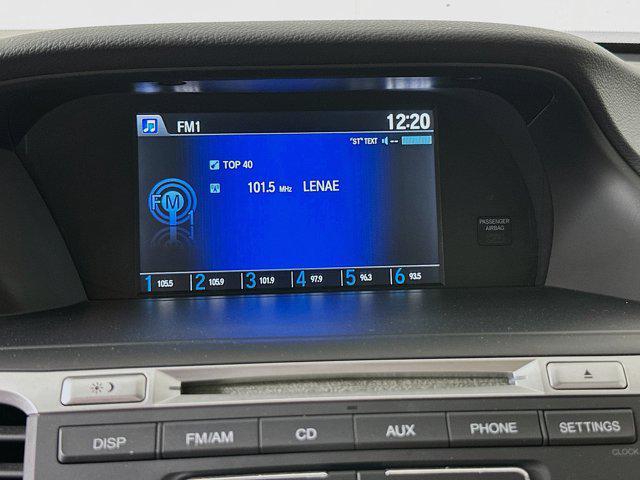 FM1 12:20
"ST" TEXT --
TOP 40
101.5 MHz LENAE
FM 1
PASSENGER
AIRBAG
1 105.5 2 105.9 3 101.9 4 97.9 5 96.3 6 93.5
DISP FM/AM CD AUX PHONE SETTINGS
CLOCK